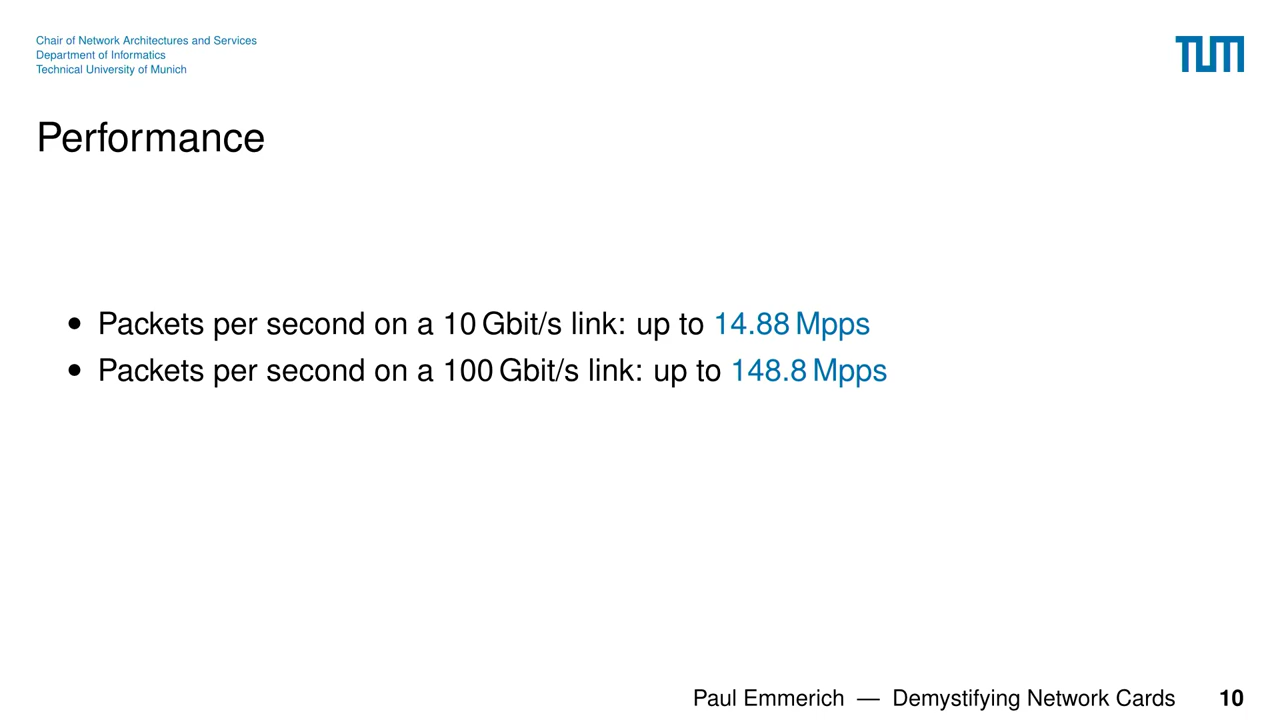 Chair of Network Architectures and Services
Department of Informatics
Technical University of Munich
TUM
Performance
• Packets per second on a 10 Gbit/s link: up to 14.88 Mpps
• Packets per second on a 100 Gbit/s link: up to 148.8 Mpps
Paul Emmerich — Demystifying Network Cards 10